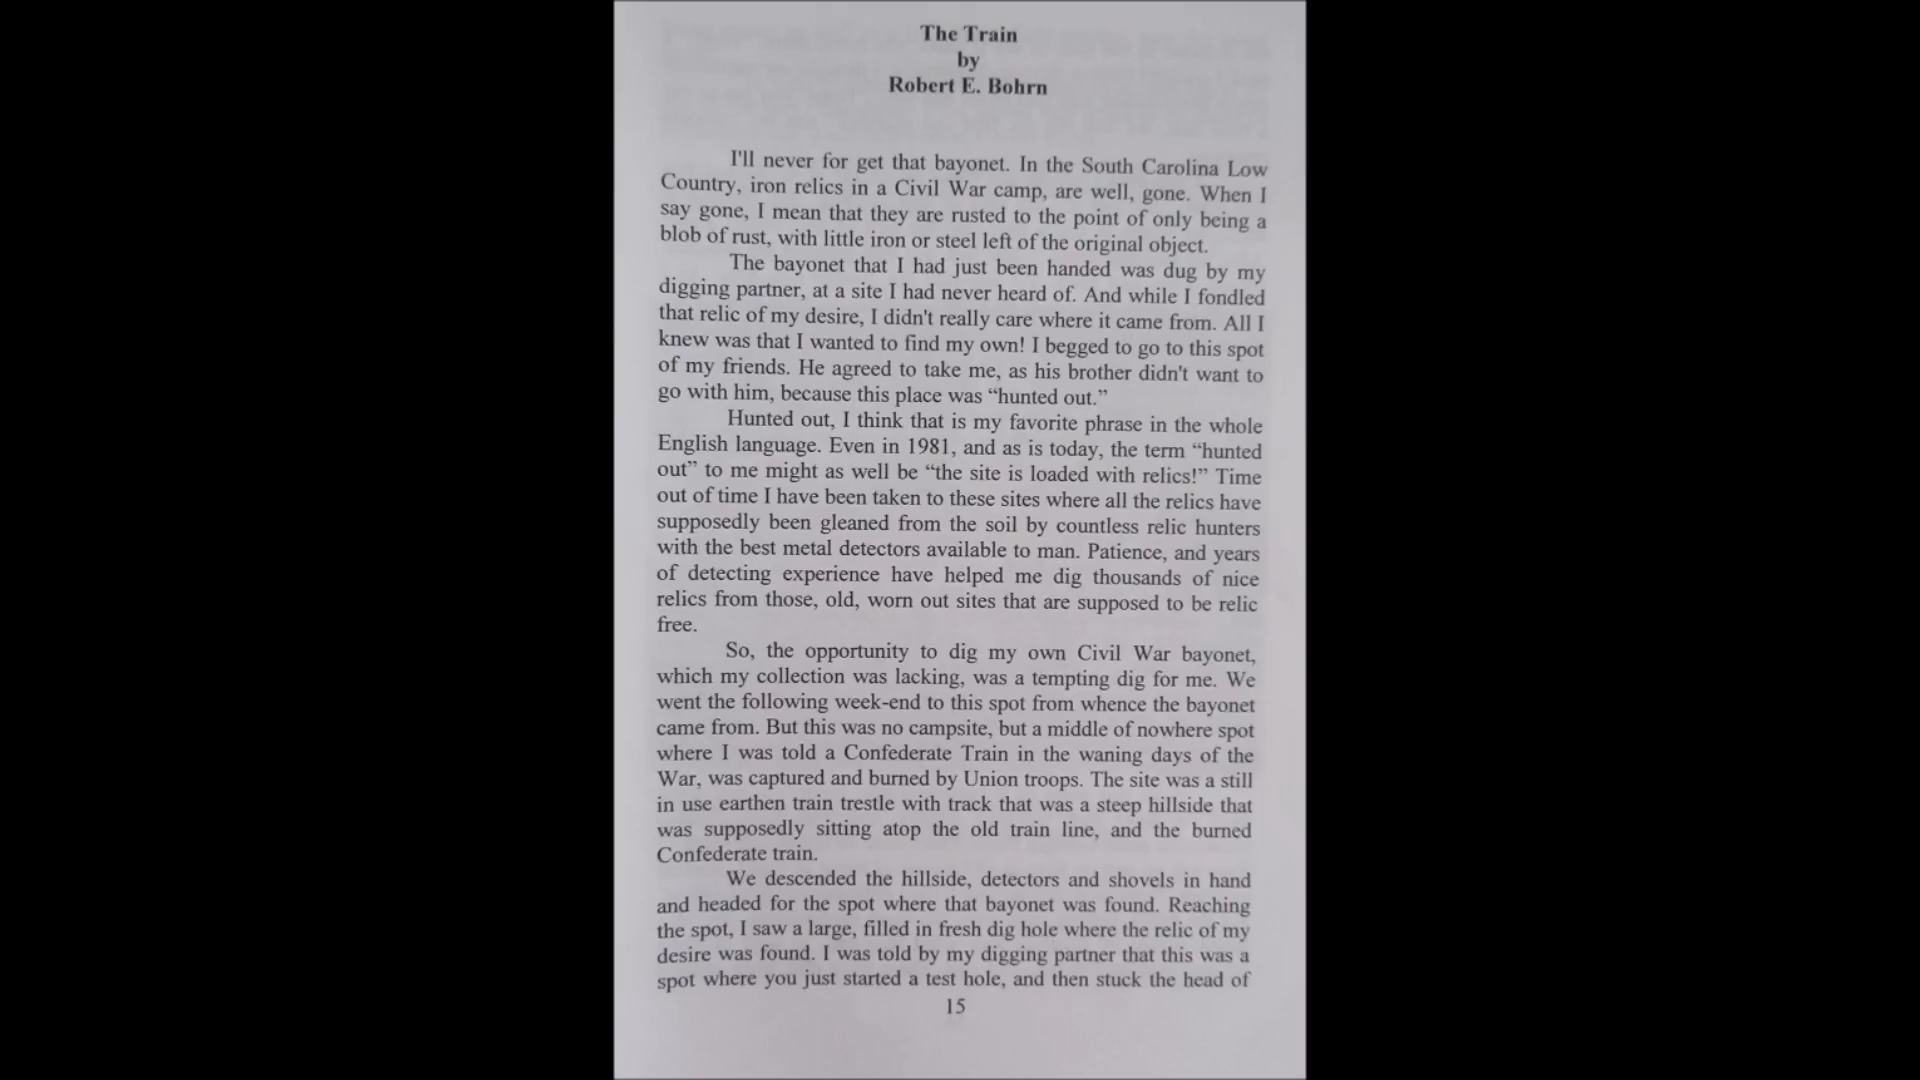 The Train
by
Robert E. Bohrn
I'll never for get that bayonet. In the South Carolina Low
Country, iron relics in a Civil War camp, are well, gone. When I
say gone, I mean that they are rusted to the point of only being a
blob of rust, with little iron or steel left of the original object.
The bayonet that I had just been handed was dug by my
digging partner, at a site I had never heard of. And while I fondled
that relic of my desire, I didn't really care where it came from. All I
knew was that I wanted to find my own! I begged to go to this spot
of my friends. He agreed to take me, as his brother didn't want to
go with him, because this place was “hunted out.”
Hunted out, I think that is my favorite phrase in the whole
English language. Even in 1981, and as is today, the term “hunted
out” to me might as well be “the site is loaded with relics!” Time
out of time I have been taken to these sites where all the relics have
supposedly been gleaned from the soil by countless relic hunters
with the best metal detectors available to man. Patience, and years
of detecting experience have helped me dig thousands of nice
relics from those, old, worn out sites that are supposed to be relic
free.
So, the opportunity to dig my own Civil War bayonet,
which my collection was lacking, was a tempting dig for me. We
went the following week-end to this spot from whence the bayonet
came from. But this was no campsite, but a middle of nowhere spot
where I was told a Confederate Train in the waning days of the
War, was captured and burned by Union troops. The site was a still
in use earthen train trestle with track that was a steep hillside that
was supposedly sitting atop the old train line, and the burned
Confederate train.
We descended the hillside, detectors and shovels in hand
and headed for the spot where that bayonet was found. Reaching
the spot, I saw a large, filled in fresh dig hole where the relic of my
desire was found. I was told by my digging partner that this was a
spot where you just started a test hole, and then stuck the head of
15